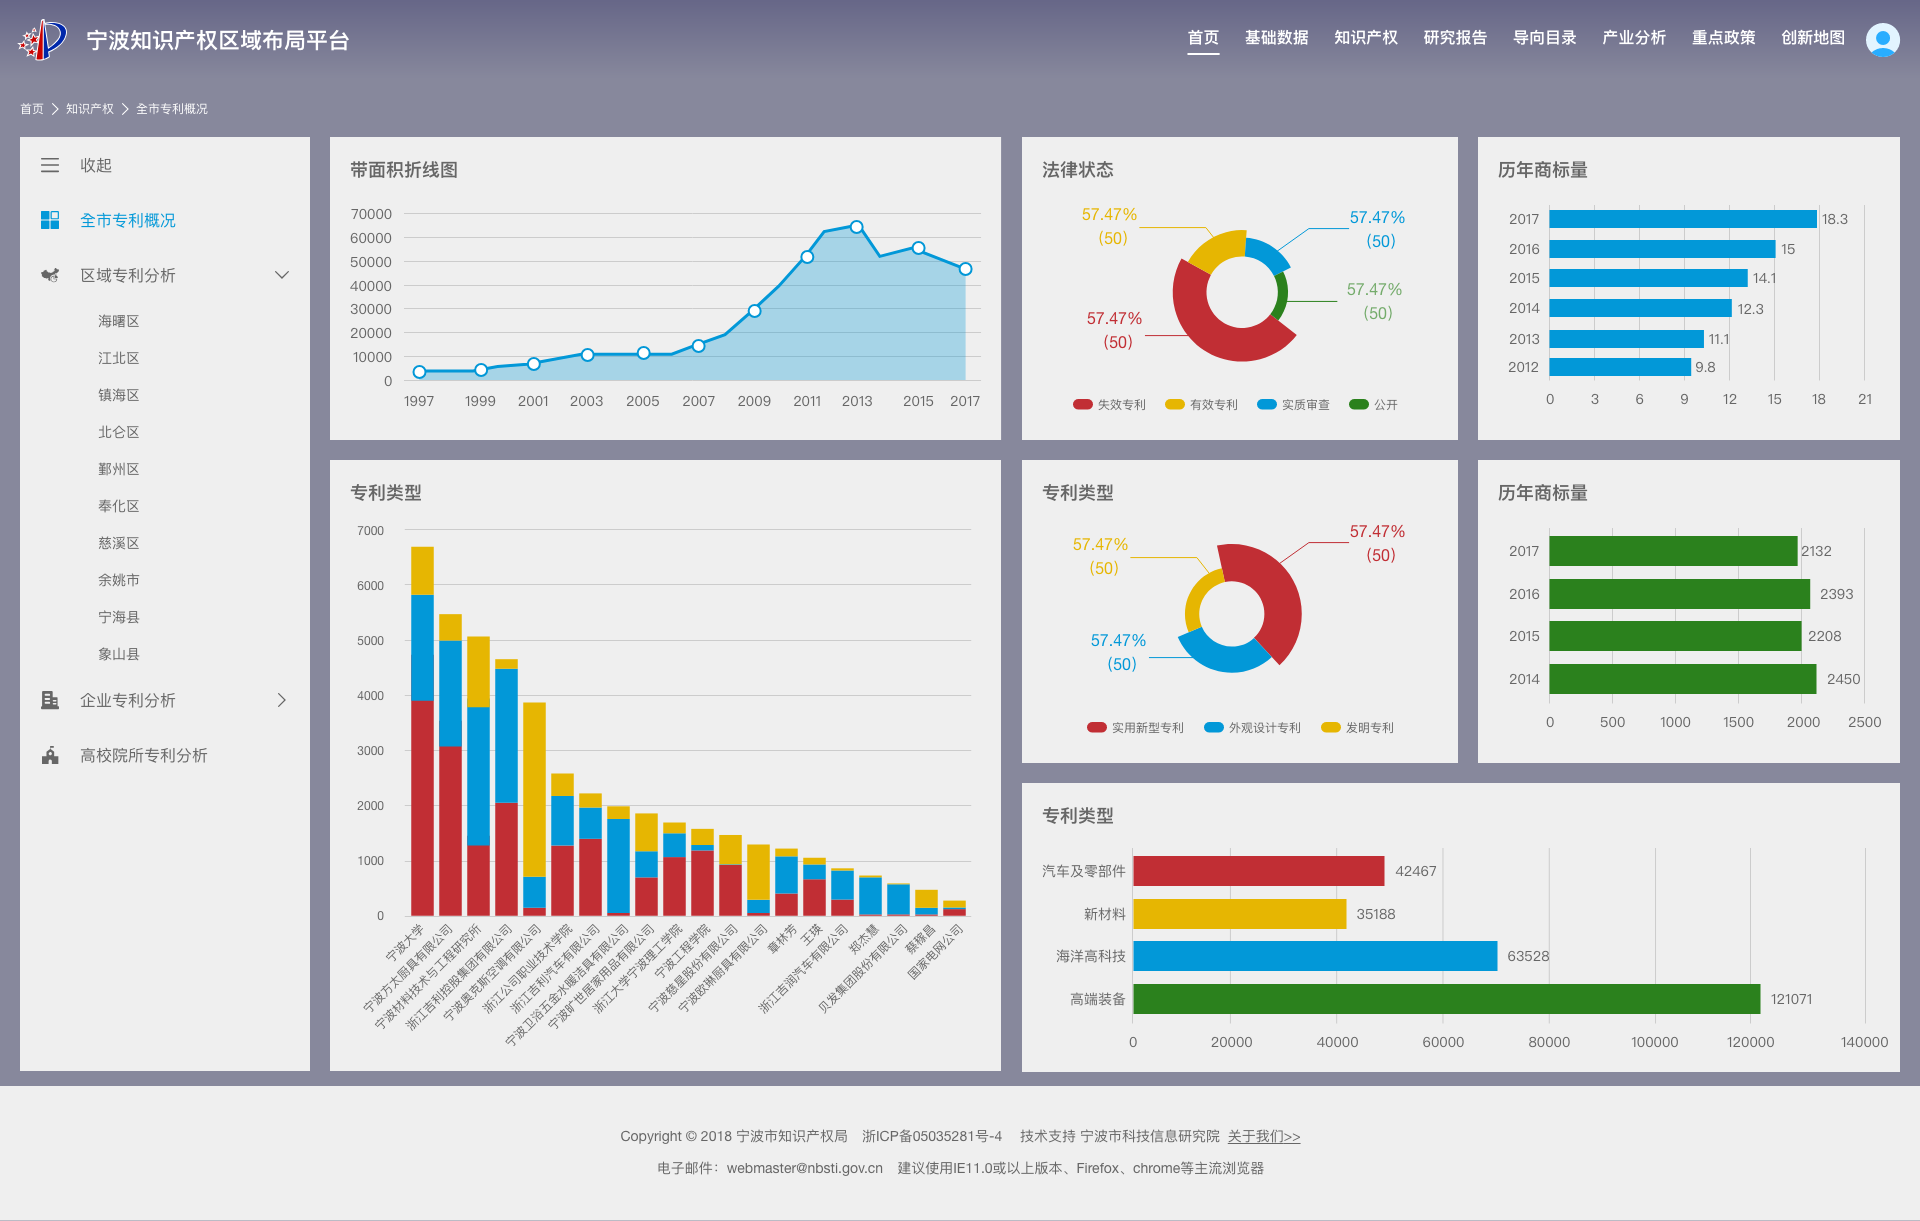 宁波知识产权区域布局平台
首页 基础数据 知识产权 研究报告 导向目录 产业分析 重点政策 创新地图
首页 > 知识产权 > 全市专利概况
收起
全市专利概况
区域专利分析
海曙区
江北区
镇海区
北仑区
鄞州区
奉化区
慈溪区
余姚市
宁海县
象山县
企业专利分析
高校院所专利分析
带面积折线图
70000
60000
50000
40000
30000
20000
10000
0
1997 1999 2001 2003 2005 2007 2009 2011 2013 2015 2017
法律状态
57.47%
(50)
57.47%
(50)
57.47%
(50)
57.47%
(50)
失效专利 有效专利 实质审查 公开
历年商标量
2017 18.3
2016 15
2015 14.1
2014 12.3
2013 11.1
2012 9.8
0 3 6 9 12 15 18 21
专利类型
7000
6000
5000
4000
3000
2000
1000
0
宁波大学
宁波方太厨具有限公司
宁波材料技术与工程研究所
浙江吉利控股集团有限公司
宁波奥克斯空调有限公司
浙江公司职业技术学院
浙江吉利汽车有限公司
宁波卫浴五金水暖洁具有限公司
宁波旷世居家用品有限公司
浙江大学宁波理工学院
宁波工程学院
宁波慈星股份有限公司
宁波欧琳厨具有限公司
章林芳
王瑛
浙江吉润汽车有限公司
郑杰慧
贝发集团股份有限公司
蔡稼昌
国家电网公司
专利类型
57.47%
(50)
57.47%
(50)
57.47%
(50)
实用新型专利 外观设计专利 发明专利
历年商标量
2017 2132
2016 2393
2015 2208
2014 2450
0 500 1000 1500 2000 2500
专利类型
汽车及零部件 42467
新材料 35188
海洋高科技 63528
高端装备 121071
0 20000 40000 60000 80000 100000 120000 140000
Copyright © 2018 宁波市知识产权局 浙ICP备05035281号-4 技术支持 宁波市科技信息研究院 关于我们>>
电子邮件：webmaster@nbsti.gov.cn 建议使用IE11.0或以上版本、Firefox、chrome等主流浏览器